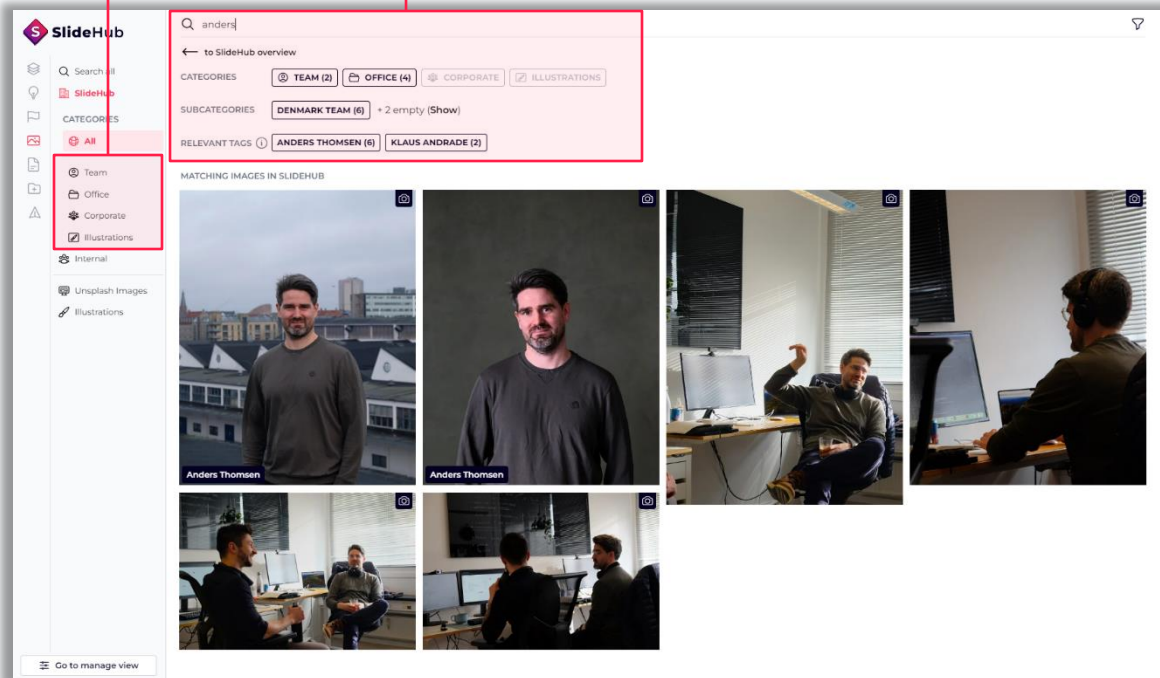 SlideHub
Search all
SlideHub
CATEGORIES
All
Team
Office
Corporate
Illustrations
Internal
Unsplash Images
Illustrations
Go to manage view
anders
to SlideHub overview
CATEGORIES TEAM (2) OFFICE (4) CORPORATE ILLUSTRATIONS
SUBCATEGORIES DENMARK TEAM (6) + 2 empty (Show)
RELEVANT TAGS ANDERS THOMSEN (6) KLAUS ANDRADE (2)
MATCHING IMAGES IN SLIDEHUB
Anders Thomsen
Anders Thomsen